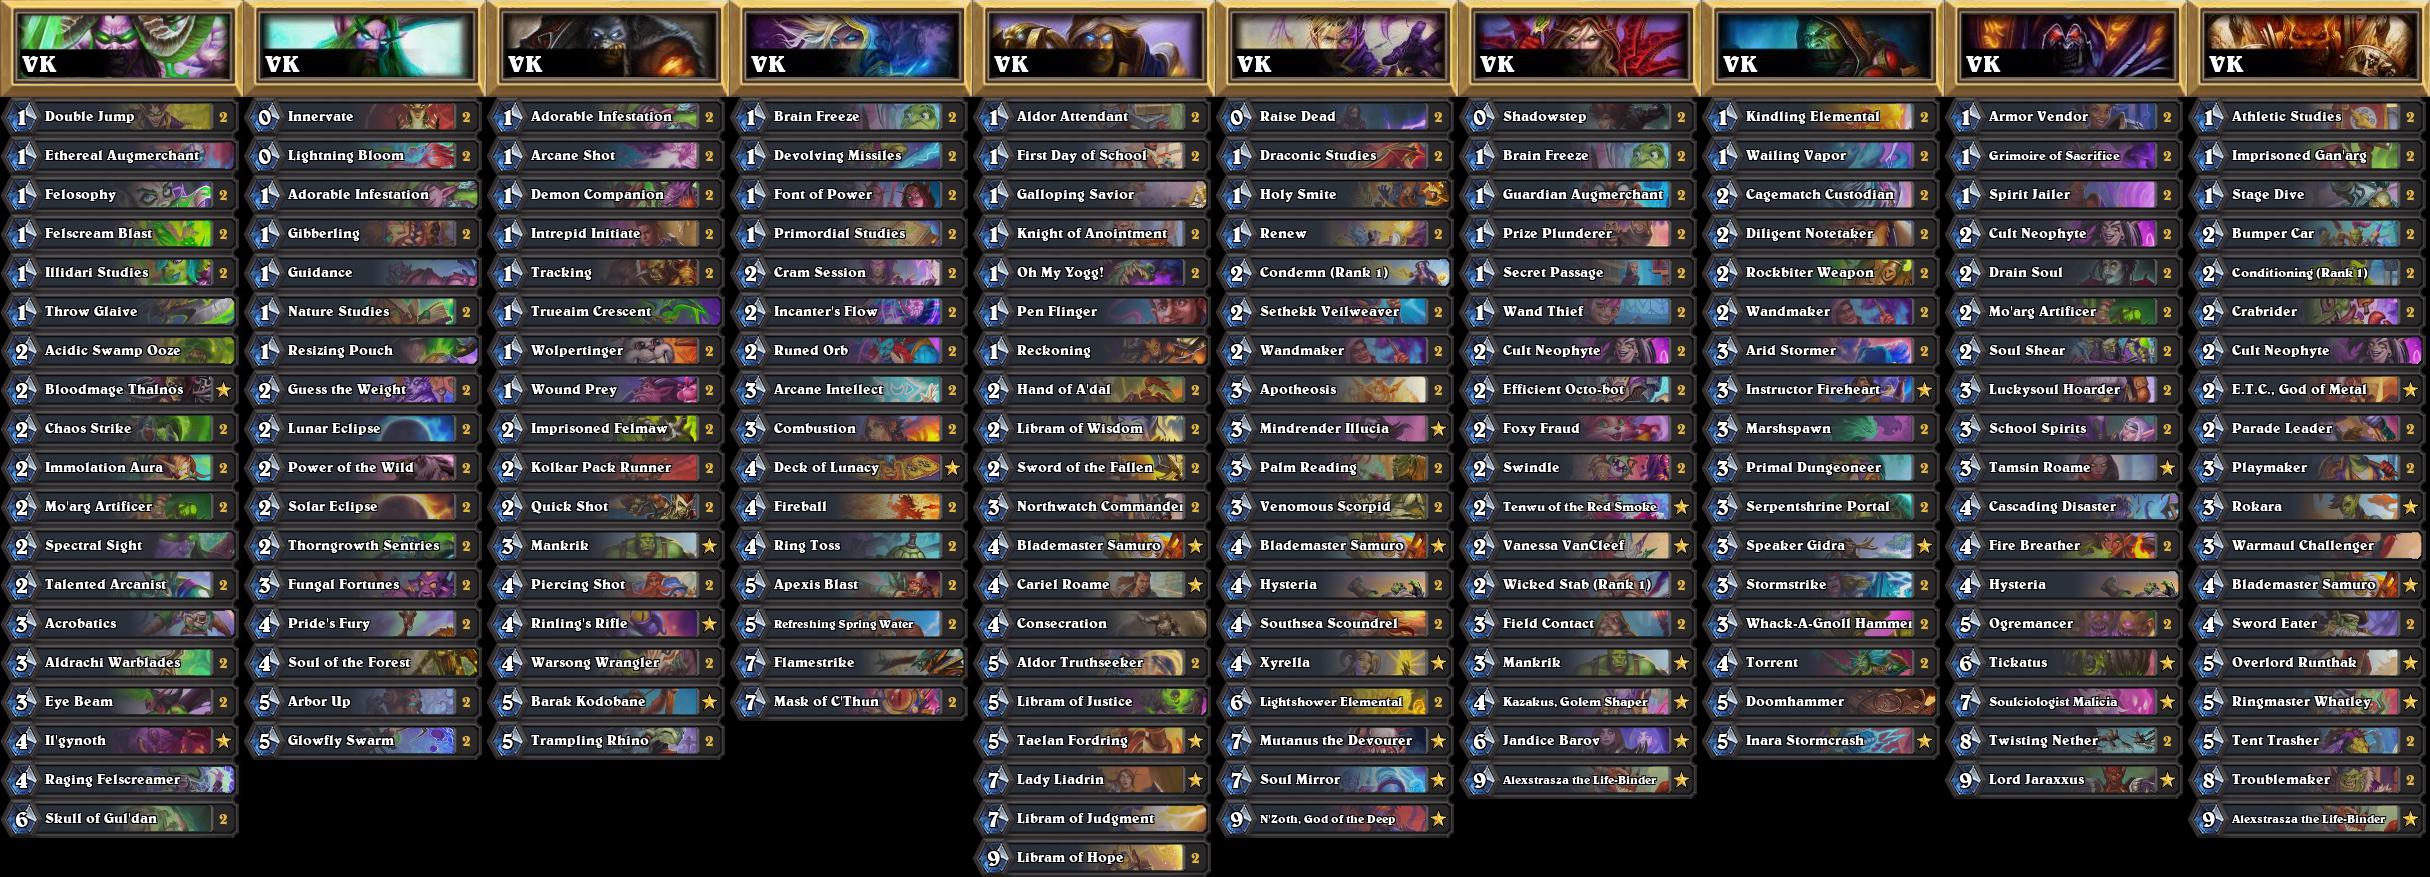 VK
1 Double Jump 2
1 Ethereal Augmerchant
1 Felosophy 2
1 Felscream Blast 2
1 Illidari Studies 2
1 Throw Glaive
2 Acidic Swamp Ooze
2 Bloodmage Thalnos
2 Chaos Strike 2
2 Immolation Aura 2
2 Mo'arg Artificer 2
2 Spectral Sight
2 Talented Arcanist 2
3 Acrobatics
3 Aldrachi Warblades 2
3 Eye Beam 2
4 Il'gynoth
4 Raging Felscreamer
6 Skull of Gul'dan 2
VK
0 Innervate 2
0 Lightning Bloom 2
1 Adorable Infestation
1 Gibberling 2
1 Guidance
1 Nature Studies 2
1 Resizing Pouch
2 Guess the Weight 2
2 Lunar Eclipse 2
2 Power of the Wild 2
2 Solar Eclipse 2
2 Thorngrowth Sentries 2
3 Fungal Fortunes 2
4 Pride's Fury 2
4 Soul of the Forest
5 Arbor Up 2
5 Glowfly Swarm 2
VK
1 Adorable Infestation 2
1 Arcane Shot 2
1 Demon Companion 2
1 Intrepid Initiate 2
1 Tracking 2
1 Trueaim Crescent
1 Wolpertinger 2
1 Wound Prey 2
2 Imprisoned Felmaw 2
2 Kolkar Pack Runner 2
2 Quick Shot 2
3 Mankrik
4 Piercing Shot 2
4 Rinling's Rifle
4 Warsong Wrangler 2
5 Barak Kodobane
5 Trampling Rhino 2
VK
1 Brain Freeze 2
1 Devolving Missiles 2
1 Font of Power 2
1 Primordial Studies 2
2 Cram Session 2
2 Incanter's Flow 2
2 Runed Orb 2
3 Arcane Intellect 2
3 Combustion 2
4 Deck of Lunacy
4 Fireball 2
4 Ring Toss 2
5 Apexis Blast 2
5 Refreshing Spring Water 2
7 Flamestrike
7 Mask of C'Thun 2
VK
1 Aldor Attendant 2
1 First Day of School 2
1 Galloping Savior
1 Knight of Anointment 2
1 Oh My Yogg! 2
1 Pen Flinger
1 Reckoning
2 Hand of A'dal 2
2 Libram of Wisdom 2
2 Sword of the Fallen 2
3 Northwatch Commander 2
4 Blademaster Samuro
4 Cariel Roame
4 Consecration
5 Aldor Truthseeker 2
5 Libram of Justice
5 Taelan Fordring
7 Lady Liadrin
7 Libram of Judgment
9 Libram of Hope 2
VK
0 Raise Dead 2
1 Draconic Studies 2
1 Holy Smite 2
1 Renew 2
2 Condemn (Rank 1)
2 Sethekk Veilweaver 2
2 Wandmaker 2
3 Apotheosis 2
3 Mindrender Illucia
3 Palm Reading 2
3 Venomous Scorpid 2
4 Blademaster Samuro
4 Hysteria 2
4 Southsea Scoundrel 2
4 Xyrella
6 Lightshower Elemental 2
7 Mutanus the Devourer
7 Soul Mirror
9 N'Zoth, God of the Deep
VK
0 Shadowstep 2
1 Brain Freeze 2
1 Guardian Augmerchant 2
1 Prize Plunderer 2
1 Secret Passage 2
1 Wand Thief 2
2 Cult Neophyte 2
2 Efficient Octo-bot 2
2 Foxy Fraud 2
2 Swindle 2
2 Tenwu of the Red Smoke
2 Vanessa VanCleef
2 Wicked Stab (Rank 1) 2
3 Field Contact 2
3 Mankrik
4 Kazakus, Golem Shaper
6 Jandice Barov
9 Alexstrasza the Life-Binder
VK
1 Kindling Elemental 2
1 Wailing Vapor 2
2 Cagematch Custodian 2
2 Diligent Notetaker 2
2 Rockbiter Weapon 2
2 Wandmaker 2
3 Arid Stormer 2
3 Instructor Fireheart
3 Marshspawn 2
3 Primal Dungeoneer 2
3 Serpentshrine Portal 2
3 Speaker Gidra
3 Stormstrike 2
3 Whack-A-Gnoll Hammer 2
4 Torrent 2
5 Doomhammer
5 Inara Stormcrash
VK
1 Armor Vendor 2
1 Grimoire of Sacrifice 2
1 Spirit Jailer 2
2 Cult Neophyte 2
2 Drain Soul 2
2 Mo'arg Artificer 2
2 Soul Shear 2
3 Luckysoul Hoarder 2
3 School Spirits 2
3 Tamsin Roame
4 Cascading Disaster
4 Fire Breather 2
4 Hysteria
5 Ogremancer 2
6 Tickatus
7 Soulciologist Malicia
8 Twisting Nether 2
9 Lord Jaraxxus
VK
1 Athletic Studies 2
1 Imprisoned Gan'arg 2
1 Stage Dive 2
2 Bumper Car 2
2 Conditioning (Rank 1) 2
2 Crabrider 2
2 Cult Neophyte
2 E.T.C., God of Metal
2 Parade Leader 2
3 Playmaker 2
3 Rokara
3 Warmaul Challenger
4 Blademaster Samuro
4 Sword Eater 2
5 Overlord Runthak
5 Ringmaster Whatley
5 Tent Trasher 2
8 Troublemaker 2
9 Alexstrasza the Life-Binder